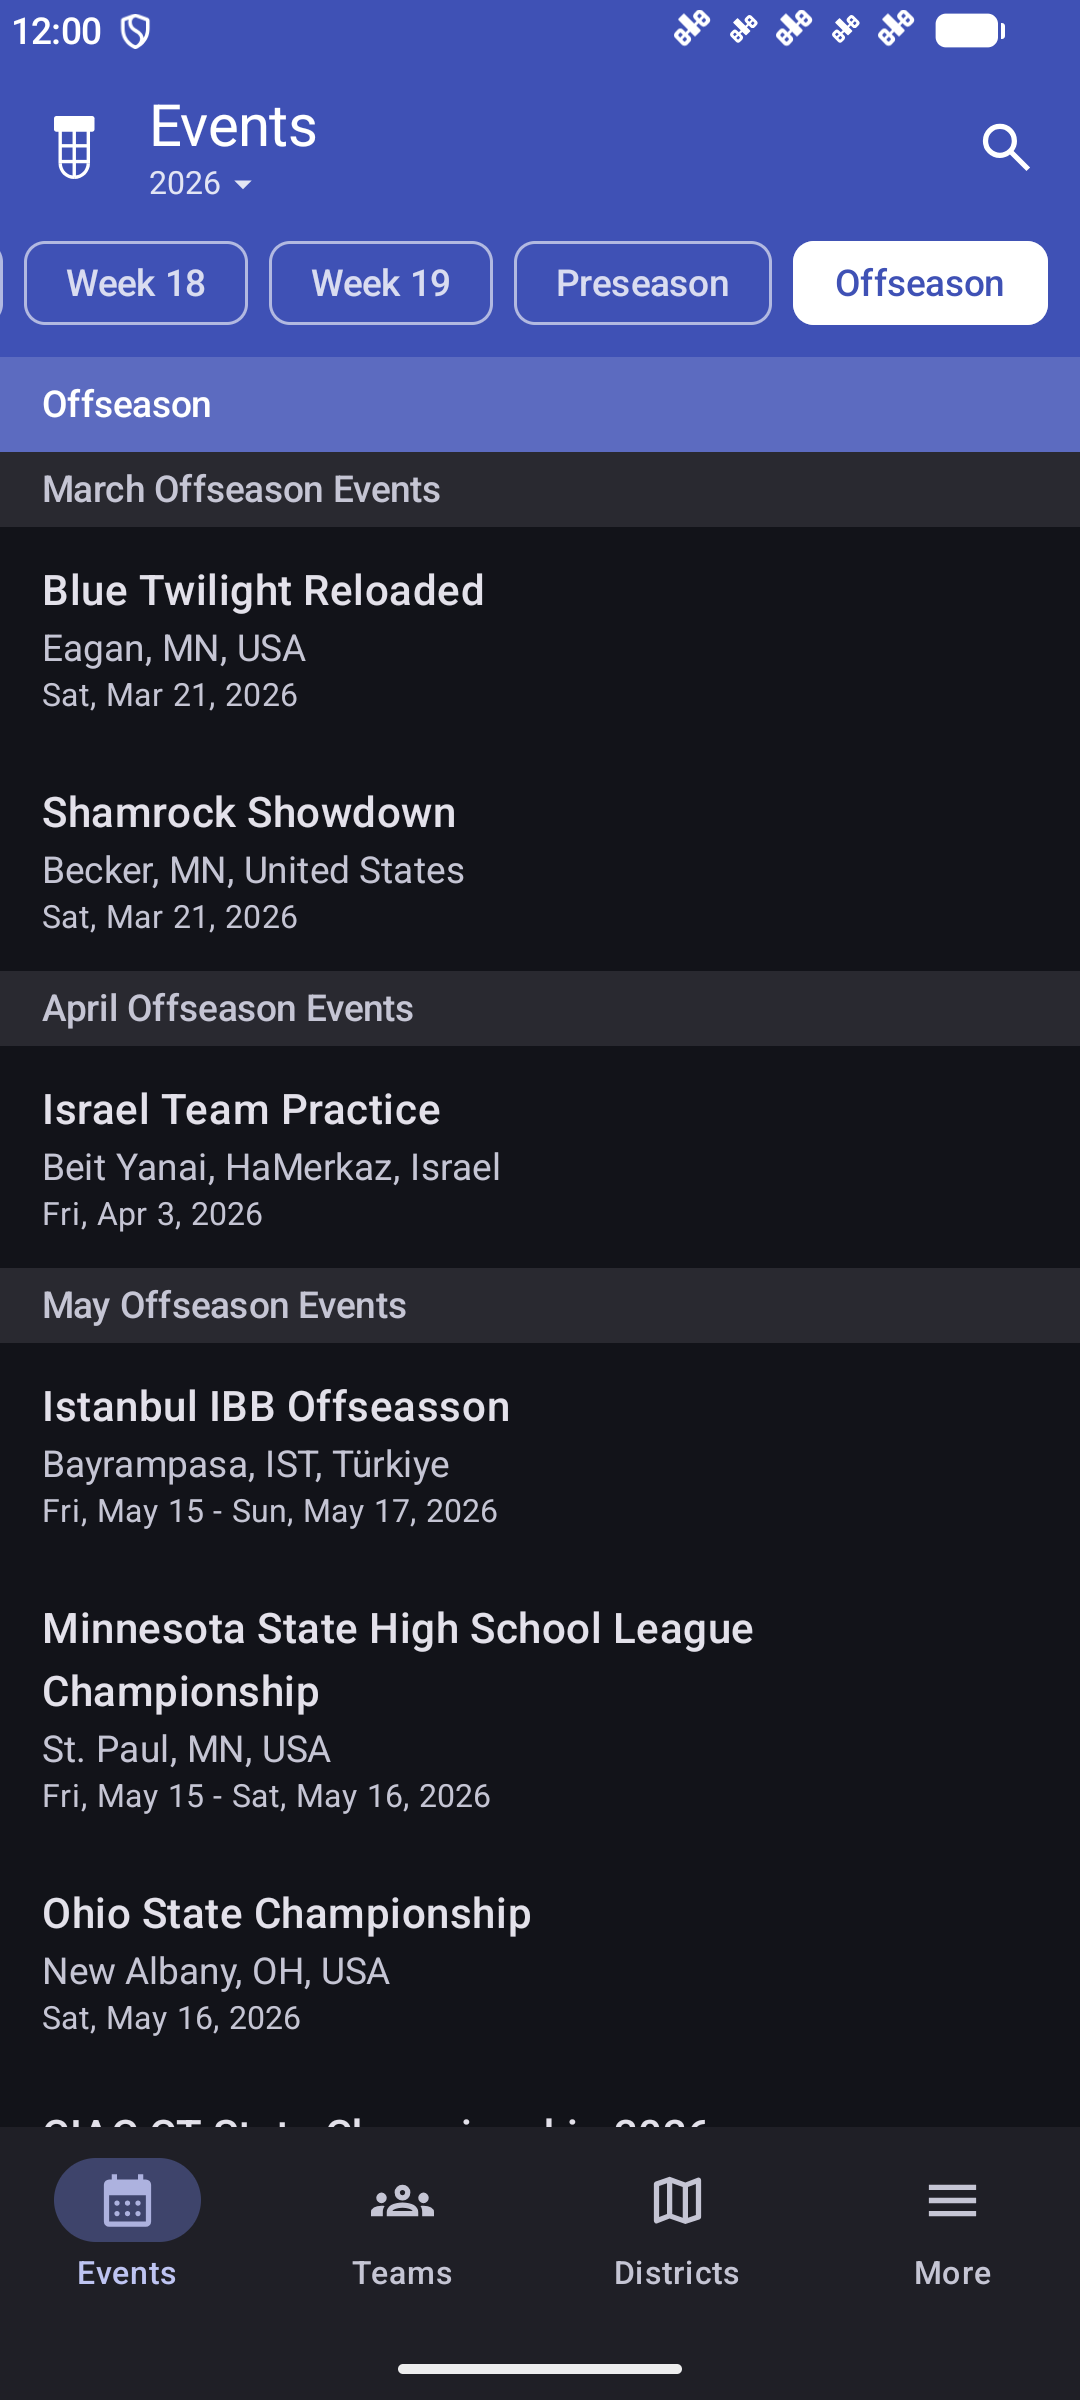 12:00
Events
2026
Week 18
Week 19
Preseason
Offseason
Offseason
March Offseason Events
Blue Twilight Reloaded
Eagan, MN, USA
Sat, Mar 21, 2026
Shamrock Showdown
Becker, MN, United States
Sat, Mar 21, 2026
April Offseason Events
Israel Team Practice
Beit Yanai, HaMerkaz, Israel
Fri, Apr 3, 2026
May Offseason Events
Istanbul IBB Offseasson
Bayrampasa, IST, Türkiye
Fri, May 15 - Sun, May 17, 2026
Minnesota State High School League
Championship
St. Paul, MN, USA
Fri, May 15 - Sat, May 16, 2026
Ohio State Championship
New Albany, OH, USA
Sat, May 16, 2026
CT State Championship 2026
Events
Teams
Districts
More